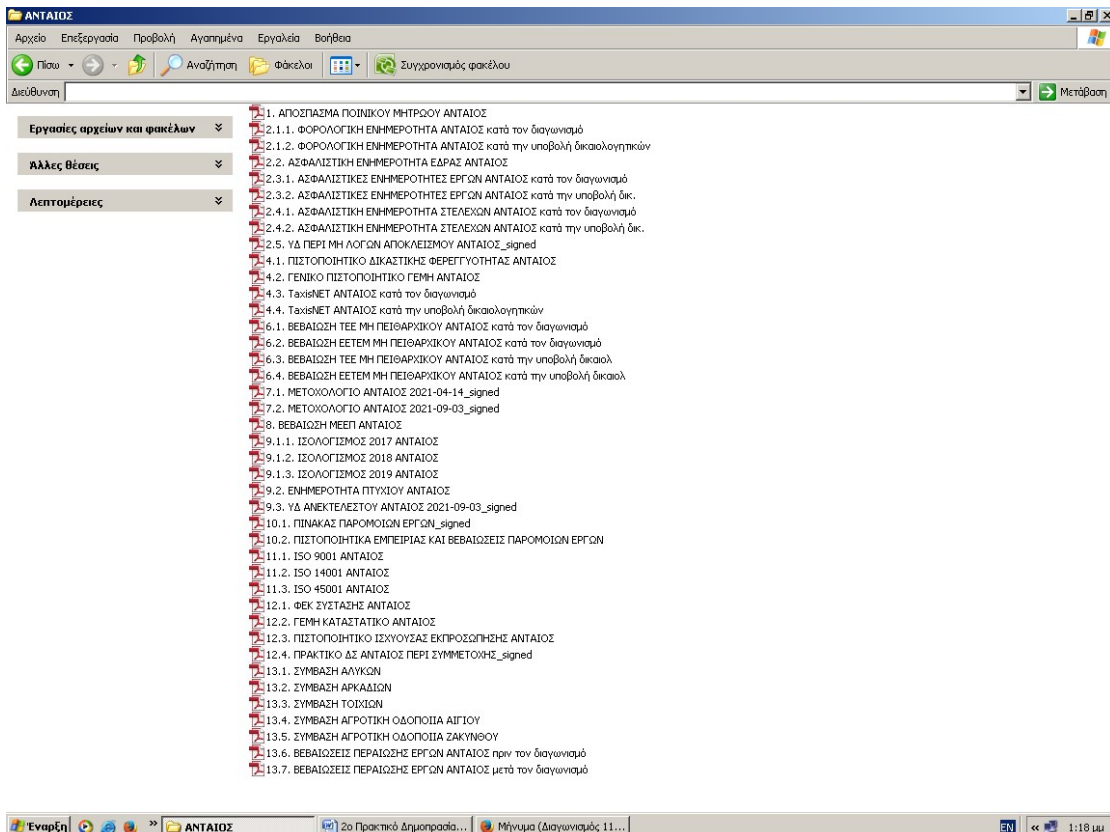 ΑΝΤΑΙΟΣ
Αρχείο Επεξεργασία Προβολή Αγαπημένα Εργαλεία Βοήθεια
Πίσω Αναζήτηση Φάκελοι Συγχρονισμός φακέλου
Διεύθυνση Μετάβαση
Εργασίες αρχείων και φακέλων
Άλλες θέσεις
Λεπτομέρειες
1. ΑΠΟΣΠΑΣΜΑ ΠΟΙΝΙΚΟΥ ΜΗΤΡΩΟΥ ΑΝΤΑΙΟΣ
2.1.1. ΦΟΡΟΛΟΓΙΚΗ ΕΝΗΜΕΡΟΤΗΤΑ ΑΝΤΑΙΟΣ κατά τον διαγωνισμό
2.1.2. ΦΟΡΟΛΟΓΙΚΗ ΕΝΗΜΕΡΟΤΗΤΑ ΑΝΤΑΙΟΣ κατά την υποβολή δικαιολογητικών
2.2. ΑΣΦΑΛΙΣΤΙΚΗ ΕΝΗΜΕΡΟΤΗΤΑ ΕΔΡΑΣ ΑΝΤΑΙΟΣ
2.3.1. ΑΣΦΑΛΙΣΤΙΚΕΣ ΕΝΗΜΕΡΟΤΗΤΕΣ ΕΡΓΩΝ ΑΝΤΑΙΟΣ κατά τον διαγωνισμό
2.3.2. ΑΣΦΑΛΙΣΤΙΚΕΣ ΕΝΗΜΕΡΟΤΗΤΕΣ ΕΡΓΩΝ ΑΝΤΑΙΟΣ κατά την υποβολή δικ.
2.4.1. ΑΣΦΑΛΙΣΤΙΚΗ ΕΝΗΜΕΡΟΤΗΤΑ ΣΤΕΛΕΧΩΝ ΑΝΤΑΙΟΣ κατά τον διαγωνισμό
2.4.2. ΑΣΦΑΛΙΣΤΙΚΗ ΕΝΗΜΕΡΟΤΗΤΑ ΣΤΕΛΕΧΩΝ ΑΝΤΑΙΟΣ κατά την υποβολή δικ.
2.5. ΥΔ ΠΕΡΙ ΜΗ ΛΟΓΩΝ ΑΠΟΚΛΕΙΣΜΟΥ ΑΝΤΑΙΟΣ_signed
4.1. ΠΙΣΤΟΠΟΙΗΤΙΚΟ ΔΙΚΑΣΤΙΚΗΣ ΦΕΡΕΓΓΥΟΤΗΤΑΣ ΑΝΤΑΙΟΣ
4.2. ΓΕΝΙΚΟ ΠΙΣΤΟΠΟΙΗΤΙΚΟ ΓΕΜΗ ΑΝΤΑΙΟΣ
4.3. TaxisNET ΑΝΤΑΙΟΣ κατά τον διαγωνισμό
4.4. TaxisNET ΑΝΤΑΙΟΣ κατά την υποβολή δικαιολογητικών
6.1. ΒΕΒΑΙΩΣΗ ΤΕΕ ΜΗ ΠΕΙΘΑΡΧΙΚΟΥ ΑΝΤΑΙΟΣ κατά τον διαγωνισμό
6.2. ΒΕΒΑΙΩΣΗ ΕΕΤΕΜ ΜΗ ΠΕΙΘΑΡΧΙΚΟΥ ΑΝΤΑΙΟΣ κατά τον διαγωνισμό
6.3. ΒΕΒΑΙΩΣΗ ΤΕΕ ΜΗ ΠΕΙΘΑΡΧΙΚΟΥ ΑΝΤΑΙΟΣ κατά την υποβολή δικαιολ
6.4. ΒΕΒΑΙΩΣΗ ΕΕΤΕΜ ΜΗ ΠΕΙΘΑΡΧΙΚΟΥ ΑΝΤΑΙΟΣ κατά την υποβολή δικαιολ
7.1. ΜΕΤΟΧΟΛΟΓΙΟ ΑΝΤΑΙΟΣ 2021-04-14_signed
7.2. ΜΕΤΟΧΟΛΟΓΙΟ ΑΝΤΑΙΟΣ 2021-09-03_signed
8. ΒΕΒΑΙΩΣΗ ΜΕΕΠ ΑΝΤΑΙΟΣ
9.1.1. ΙΣΟΛΟΓΙΣΜΟΣ 2017 ΑΝΤΑΙΟΣ
9.1.2. ΙΣΟΛΟΓΙΣΜΟΣ 2018 ΑΝΤΑΙΟΣ
9.1.3. ΙΣΟΛΟΓΙΣΜΟΣ 2019 ΑΝΤΑΙΟΣ
9.2. ΕΝΗΜΕΡΟΤΗΤΑ ΠΤΥΧΙΟΥ ΑΝΤΑΙΟΣ
9.3. ΥΔ ΑΝΕΚΤΕΛΕΣΤΟΥ ΑΝΤΑΙΟΣ 2021-09-03_signed
10.1. ΠΙΝΑΚΑΣ ΠΑΡΟΜΟΙΩΝ ΕΡΓΩΝ_signed
10.2. ΠΙΣΤΟΠΟΙΗΤΙΚΑ ΕΜΠΕΙΡΙΑΣ ΚΑΙ ΒΕΒΑΙΩΣΕΙΣ ΠΑΡΟΜΟΙΩΝ ΕΡΓΩΝ
11.1. ISO 9001 ΑΝΤΑΙΟΣ
11.2. ISO 14001 ΑΝΤΑΙΟΣ
11.3. ISO 45001 ΑΝΤΑΙΟΣ
12.1. ΦΕΚ ΣΥΣΤΑΣΗΣ ΑΝΤΑΙΟΣ
12.2. ΓΕΜΗ ΚΑΤΑΣΤΑΤΙΚΟ ΑΝΤΑΙΟΣ
12.3. ΠΙΣΤΟΠΟΙΗΤΙΚΟ ΙΣΧΥΟΥΣΑΣ ΕΚΠΡΟΣΩΠΗΣΗΣ ΑΝΤΑΙΟΣ
12.4. ΠΡΑΚΤΙΚΟ ΔΣ ΑΝΤΑΙΟΣ ΠΕΡΙ ΣΥΜΜΕΤΟΧΗΣ_signed
13.1. ΣΥΜΒΑΣΗ ΑΛΥΚΩΝ
13.2. ΣΥΜΒΑΣΗ ΑΡΚΑΔΙΩΝ
13.3. ΣΥΜΒΑΣΗ ΤΟΙΧΙΩΝ
13.4. ΣΥΜΒΑΣΗ ΑΓΡΟΤΙΚΗ ΟΔΟΠΟΙΙΑ ΑΙΓΙΟΥ
13.5. ΣΥΜΒΑΣΗ ΑΓΡΟΤΙΚΗ ΟΔΟΠΟΙΙΑ ΖΑΚΥΝΘΟΥ
13.6. ΒΕΒΑΙΩΣΕΙΣ ΠΕΡΑΙΩΣΗΣ ΕΡΓΩΝ ΑΝΤΑΙΟΣ πριν τον διαγωνισμό
13.7. ΒΕΒΑΙΩΣΕΙΣ ΠΕΡΑΙΩΣΗΣ ΕΡΓΩΝ ΑΝΤΑΙΟΣ μετά τον διαγωνισμό
Έναρξη ΑΝΤΑΙΟΣ 2ο Πρακτικό Δημοπρασία... Μήνυμα (Διαγωνισμός 11... EN 1:18 μμ